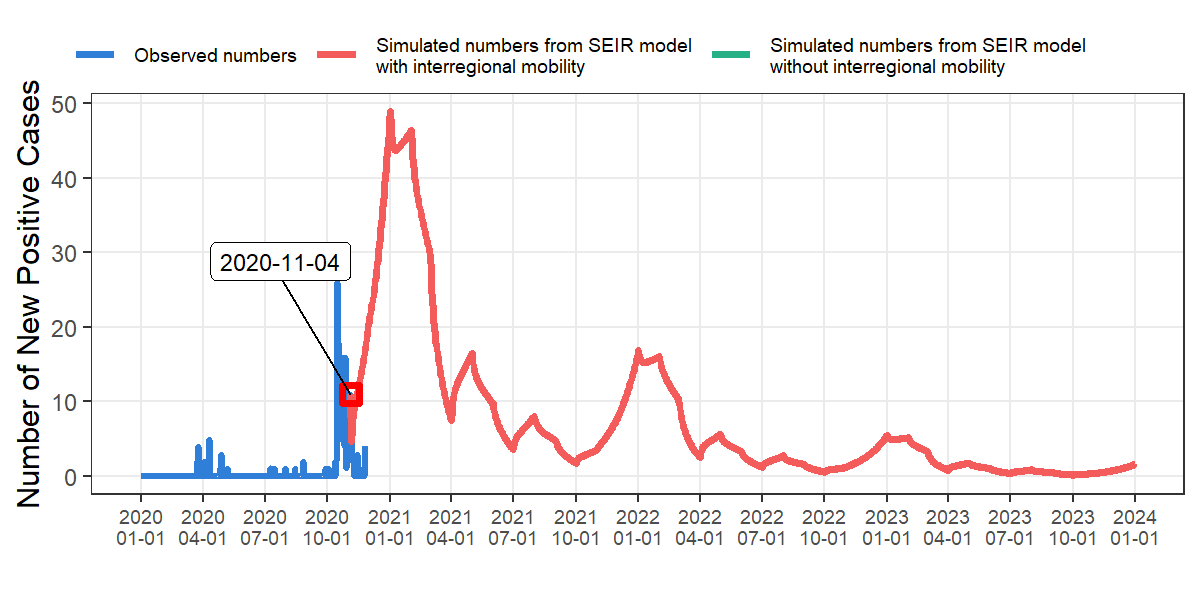 Observed numbers
Simulated numbers from SEIR model
with interregional mobility
Simulated numbers from SEIR model
without interregional mobility
Number of New Positive Cases
50
40
30
20
10
0
2020-11-04
2020 2020 2020 2020 2021 2021 2021 2021 2022 2022 2022 2022 2023 2023 2023 2023 2024
01-01 04-01 07-01 10-01 01-01 04-01 07-01 10-01 01-01 04-01 07-01 10-01 01-01 04-01 07-01 10-01 01-01